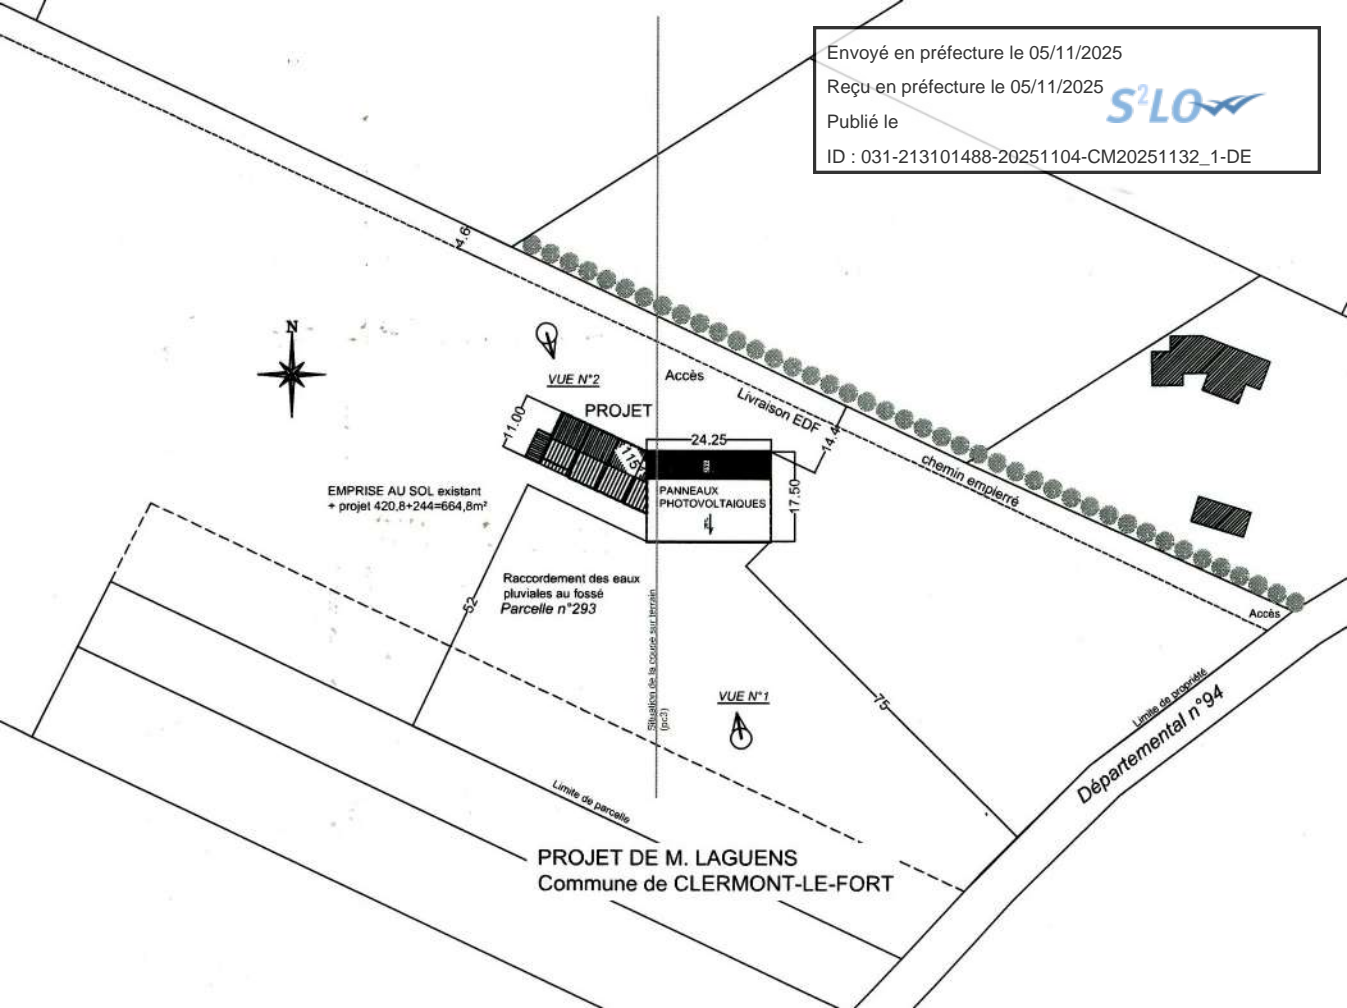 Envoyé en préfecture le 05/11/2025
Reçu en préfecture le 05/11/2025
S²LO
Publié le
ID : 031-213101488-20251104-CM20251132_1-DE
4.6
N
VUE N°2
Accès
Livraison EDF
PROJET
11.00
24.25
14.4
115
chemin empierré
PANNEAUX
PHOTOVOLTAIQUES
17.50
EMPRISE AU SOL existant
+ projet 420,8+244=664,8m²
Raccordement des eaux
pluviales au fossé
Parcelle n°293
52
Situation de la coupe sur terrain
(pc3)
Accès
VUE N°1
75
Limite de propriété
Départemental n°94
Limite de parcelle
PROJET DE M. LAGUENS
Commune de CLERMONT-LE-FORT